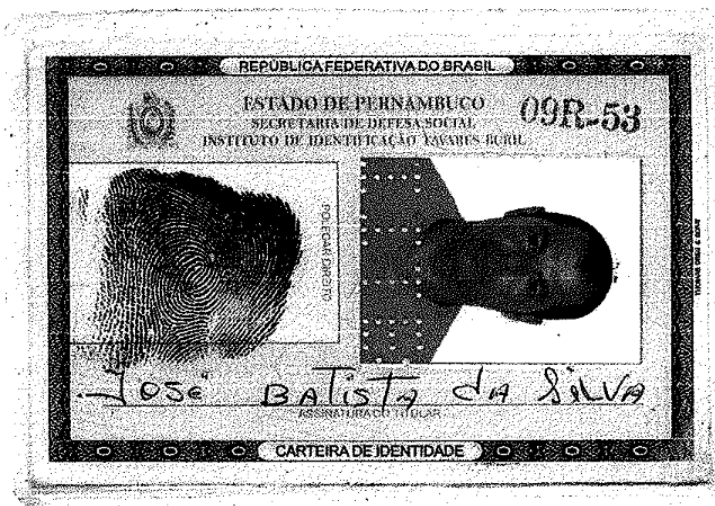 REPÚBLICA FEDERATIVA DO BRASIL
ESTADO DE PERNAMBUCO
09R-53
SECRETARIA DE DEFESA SOCIAL
INSTITUTO DE IDENTIFICAÇÃO TAVARES BURIL
POLEGAR DIREITO
José BATISTA dA SILVA
ASSINATURA DO TITULAR
CARTEIRA DE IDENTIDADE